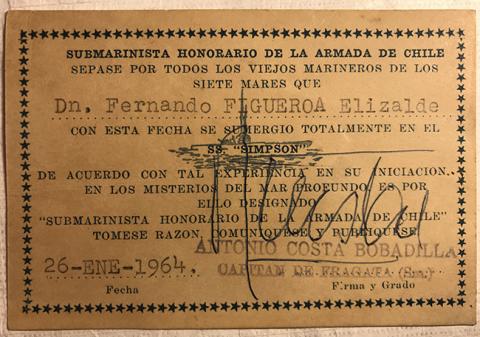 SUBMARINISTA HONORARIO DE LA ARMADA DE CHILE
SEPASE POR TODOS LOS VIEJOS MARINEROS DE LOS
SIETE MARES QUE
Dn. Fernando FIGUEROA Elizalde
CON ESTA FECHA SE SUMERGIO TOTALMENTE EN EL
SS. "SIMPSON"
DE ACUERDO CON TAL EXPERIENCIA EN SU INICIACION
EN LOS MISTERIOS DEL MAR PROFUNDO, ES POR
ELLO DESIGNADO
"SUBMARINISTA HONORARIO DE LA ARMADA DE CHILE"
TOMESE RAZON, COMUNIQUESE Y PUBLIQUESE
ANTONIO COSTA BOBADILLA
26-ENE-1964. CAPITAN DE FRAGATA (Sm.)
Fecha Firma y Grado